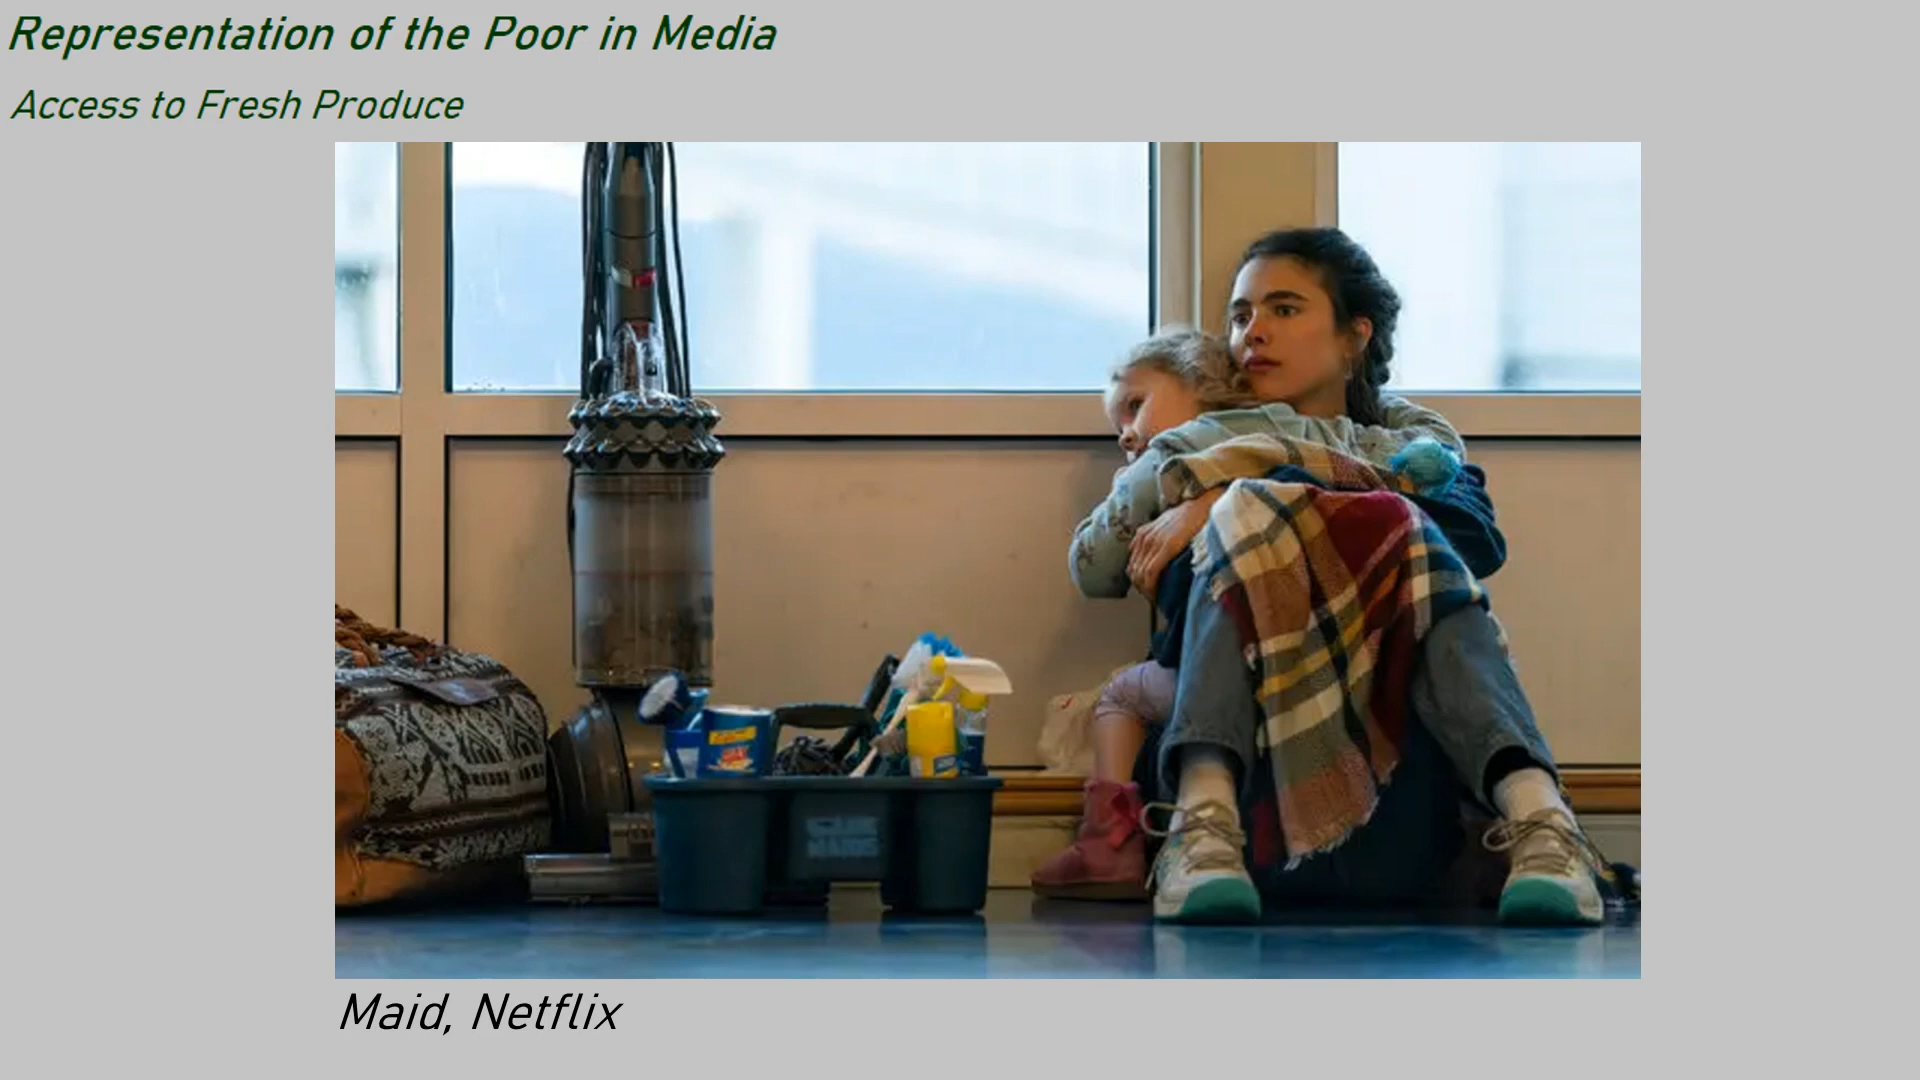 Representation of the Poor in Media
Access to Fresh Produce
Maid, Netflix